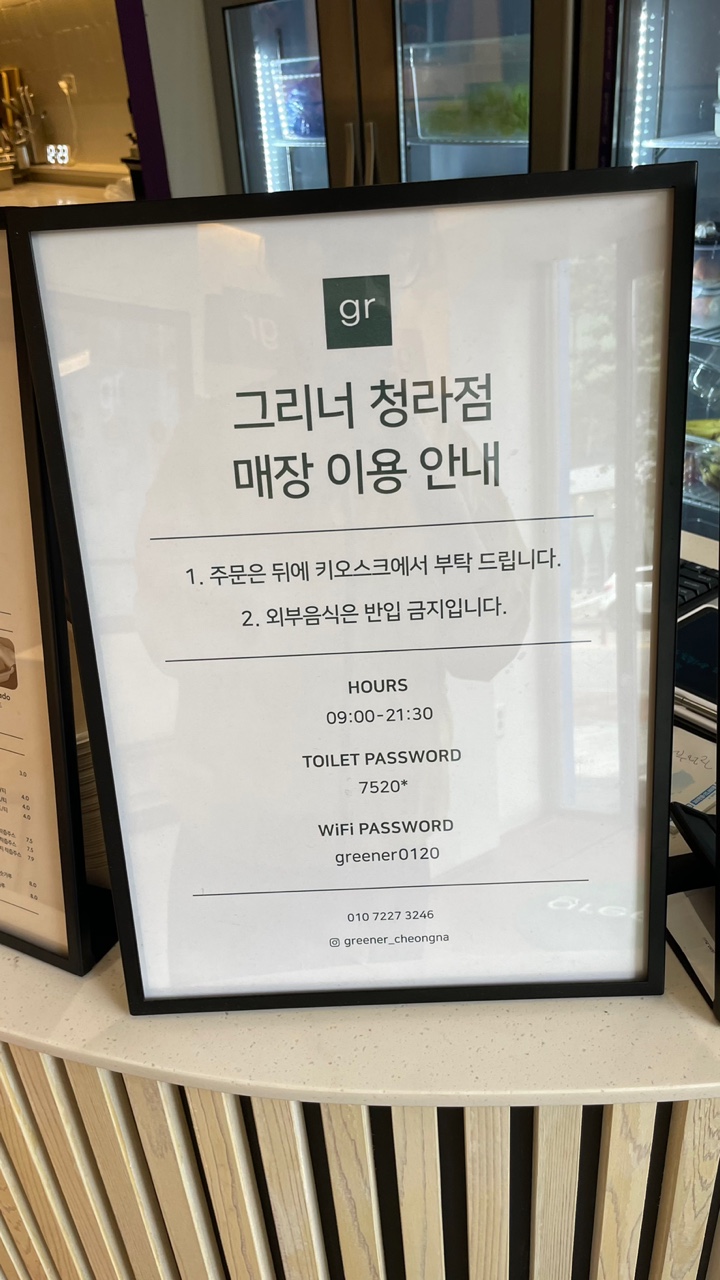 gr
그리너 청라점
매장 이용 안내
1. 주문은 뒤에 키오스크에서 부탁 드립니다.
2. 외부음식은 반입 금지입니다.
HOURS
09:00-21:30
TOILET PASSWORD
7520*
WiFi PASSWORD
greener0120
010 7227 3246
greener_cheongna